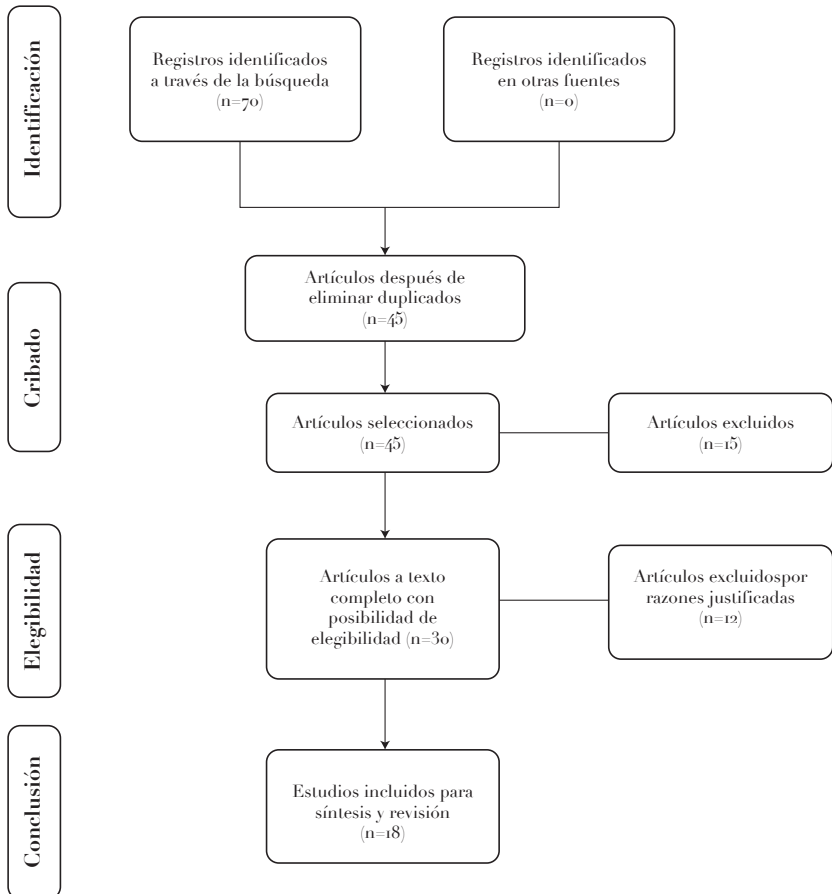 Identificación
Registros identificados
a través de la búsqueda
(n=70)
Registros identificados
en otras fuentes
(n=0)
Cribado
Artículos después de
eliminar duplicados
(n=45)
Artículos seleccionados
(n=45)
Artículos excluidos
(n=15)
Elegibilidad
Artículos a texto
completo con
posibilidad de
elegibilidad (n=30)
Artículos excluidospor
razones justificadas
(n=12)
Conclusión
Estudios incluidos para
síntesis y revisión
(n=18)